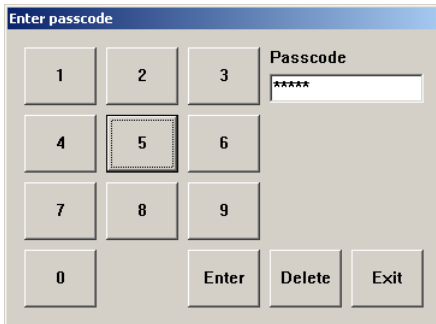 Enter passcode
Passcode
1 2 3
*****
4 5 6
7 8 9
0 Enter Delete Exit